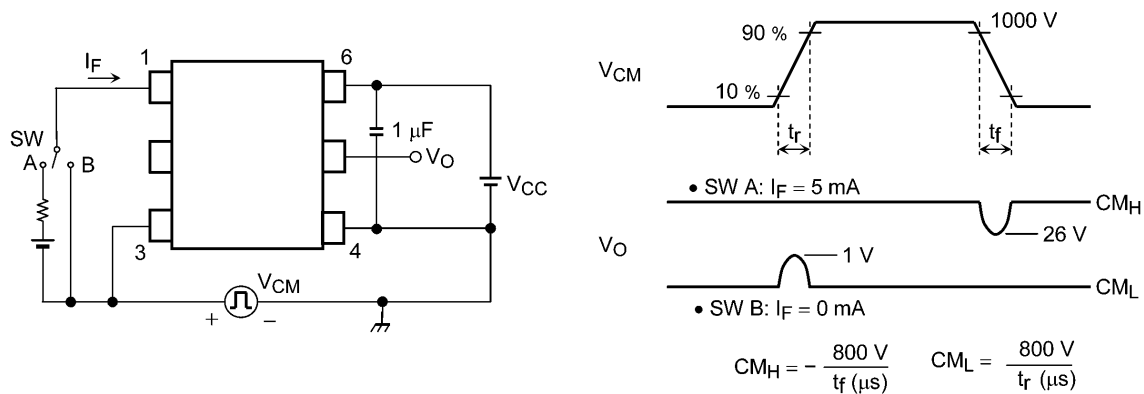 1
6
I_F
SW
A
B
1 μF
V_O
V_CC
3
4
V_CM
+
−
V_CM
90 %
10 %
1000 V
t_r
t_f
• SW A: I_F = 5 mA
CM_H
26 V
V_O
1 V
CM_L
• SW B: I_F = 0 mA
CM_H = − 800 V / t_f (μs)
CM_L = 800 V / t_r (μs)